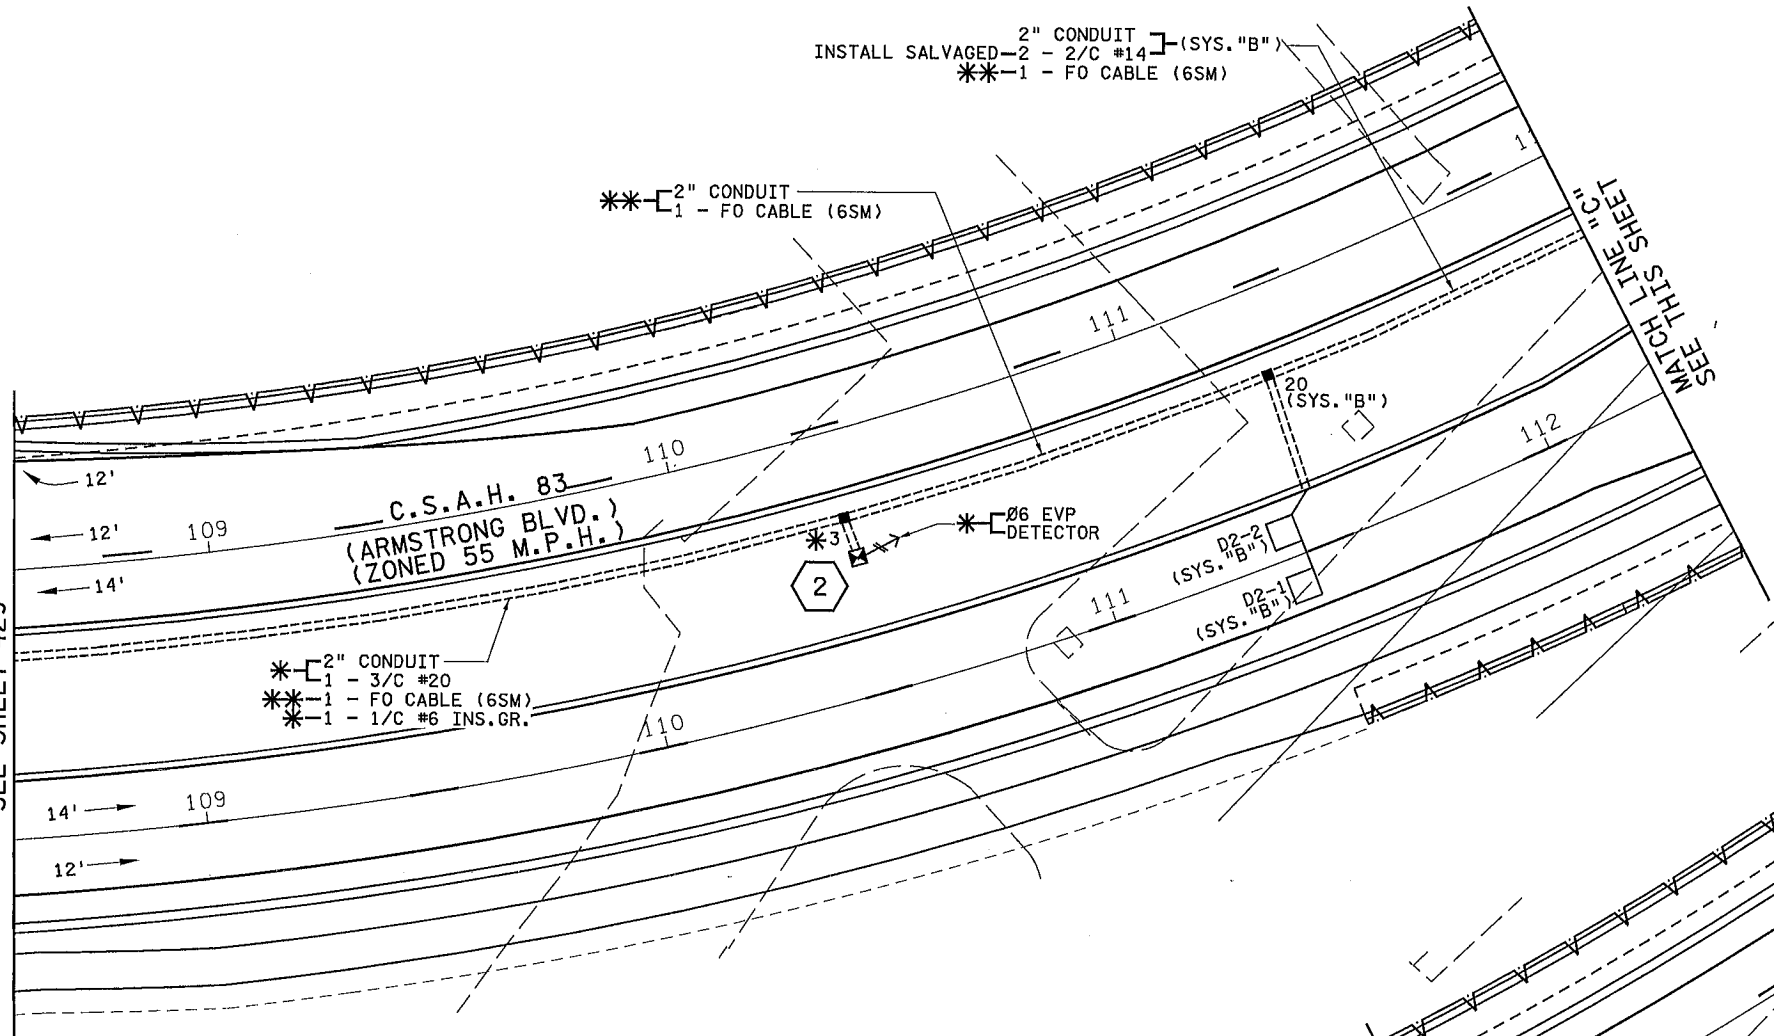 2" CONDUIT
INSTALL SALVAGED 2 - 2/C #14 (SYS."B")
** 1 - FO CABLE (6SM)
** 2" CONDUIT
1 - FO CABLE (6SM)
MATCH LINE "C"
SEE THIS SHEET
111
20
(SYS."B")
112
110
12'
C.S.A.H. 83
(ARMSTRONG BLVD.)
(ZONED 55 M.P.H.)
12'
109
14'
* 3
2
* Ø6 EVP
DETECTOR
D2-2
(SYS."B")
D2-1
(SYS."B")
111
* 2" CONDUIT
1 - 3/C #20
** 1 - FO CABLE (6SM)
* 1 - 1/C #6 INS.GR.
110
14'
109
12'